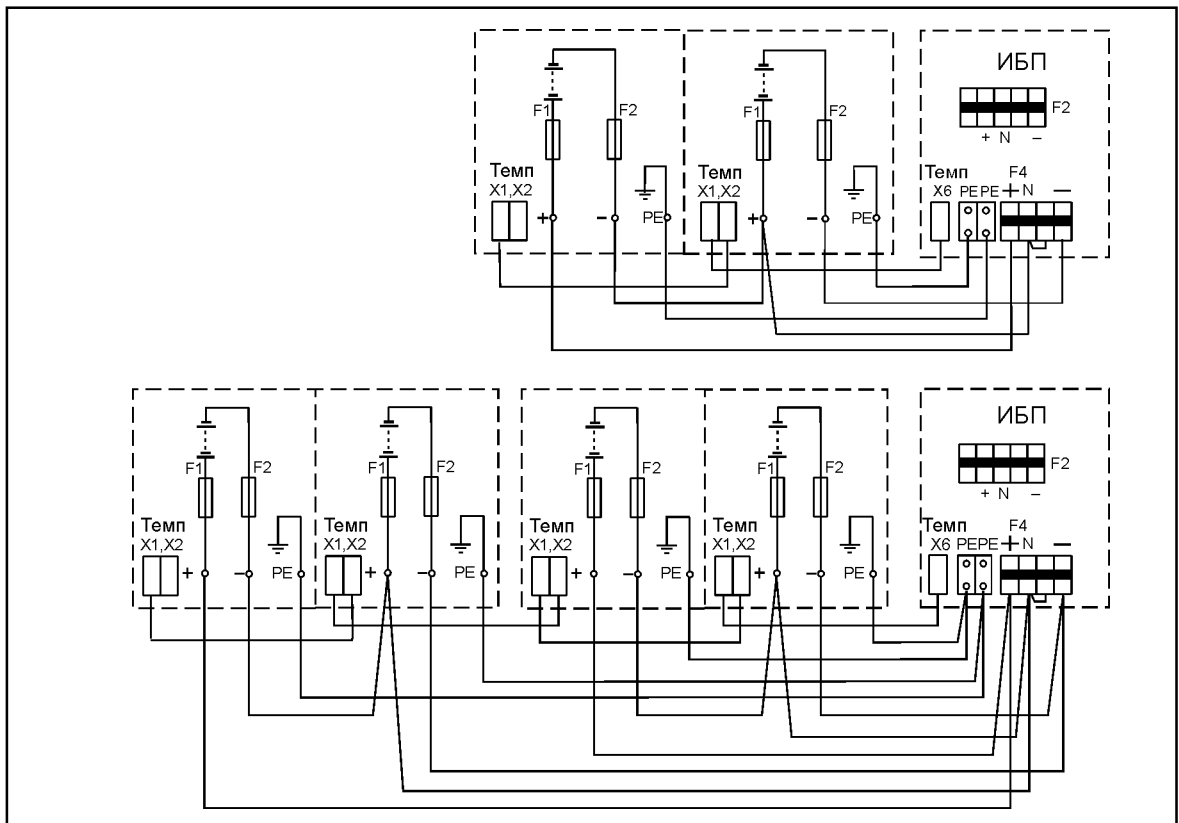 ИБП
F1 F2 F1 F2 F2
+ N –
Темп Темп Темп F4
X1,X2 X1,X2 X6 PE PE + N –
+ – PE + – PE
ИБП
F1 F2 F1 F2 F1 F2 F1 F2 F2
+ N –
Темп Темп Темп Темп Темп F4
X1,X2 X1,X2 X1,X2 X1,X2 X6 PE PE + N –
+ – PE + – PE + – PE + – PE